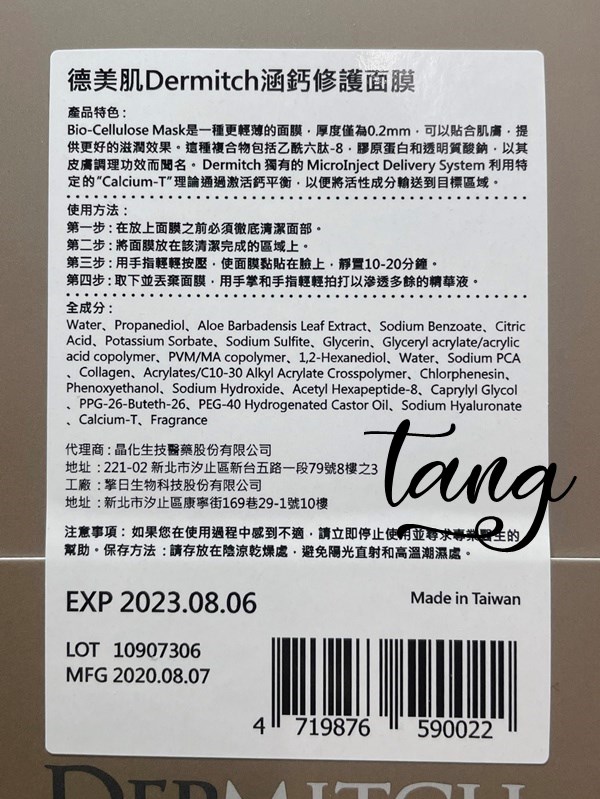 德美肌Dermitch涵鈣修護面膜
產品特色：
Bio-Cellulose Mask是一種更輕薄的面膜，厚度僅為0.2mm，可以貼合肌膚，提
供更好的滋潤效果。這種複合物包括乙酰六肽-8，膠原蛋白和透明質酸鈉，以其
皮膚調理功效而聞名。Dermitch 獨有的 MicroInject Delivery System 利用特
定的“Calcium-T”理論通過激活鈣平衡，以便將活性成分輸送到目標區域。
使用方法：
第一步：在放上面膜之前必須徹底清潔面部。
第二步：將面膜放在該清潔完成的區域上。
第三步：用手指輕輕按壓，使面膜黏貼在臉上，靜置10-20分鐘。
第四步：取下並丟棄面膜，用手掌和手指輕輕拍打以滲透多餘的精華液。
全成分：
Water、Propanediol、Aloe Barbadensis Leaf Extract、Sodium Benzoate、Citric
Acid、Potassium Sorbate、Sodium Sulfite、Glycerin、Glyceryl acrylate/acrylic
acid copolymer、PVM/MA copolymer、1,2-Hexanediol、Water、Sodium PCA
、Collagen、Acrylates/C10-30 Alkyl Acrylate Crosspolymer、Chlorphenesin、
Phenoxyethanol、Sodium Hydroxide、Acetyl Hexapeptide-8、Caprylyl Glycol
、PPG-26-Buteth-26、PEG-40 Hydrogenated Castor Oil、Sodium Hyaluronate
、Calcium-T、Fragrance
代理商：晶化生技醫藥股份有限公司
地址：221-02 新北市汐止區新台五路一段79號8樓之3
工廠：擎日生物科技股份有限公司
地址：新北市汐止區康寧街169巷29-1號10樓
tang
注意事項：如果您在使用過程中感到不適，請立即停止使用並尋求專業醫生的
幫助。保存方法：請存放在陰涼乾燥處，避免陽光直射和高溫潮濕處。
EXP 2023.08.06
Made in Taiwan
LOT 10907306
MFG 2020.08.07
4 719876 590022
DERMITCH